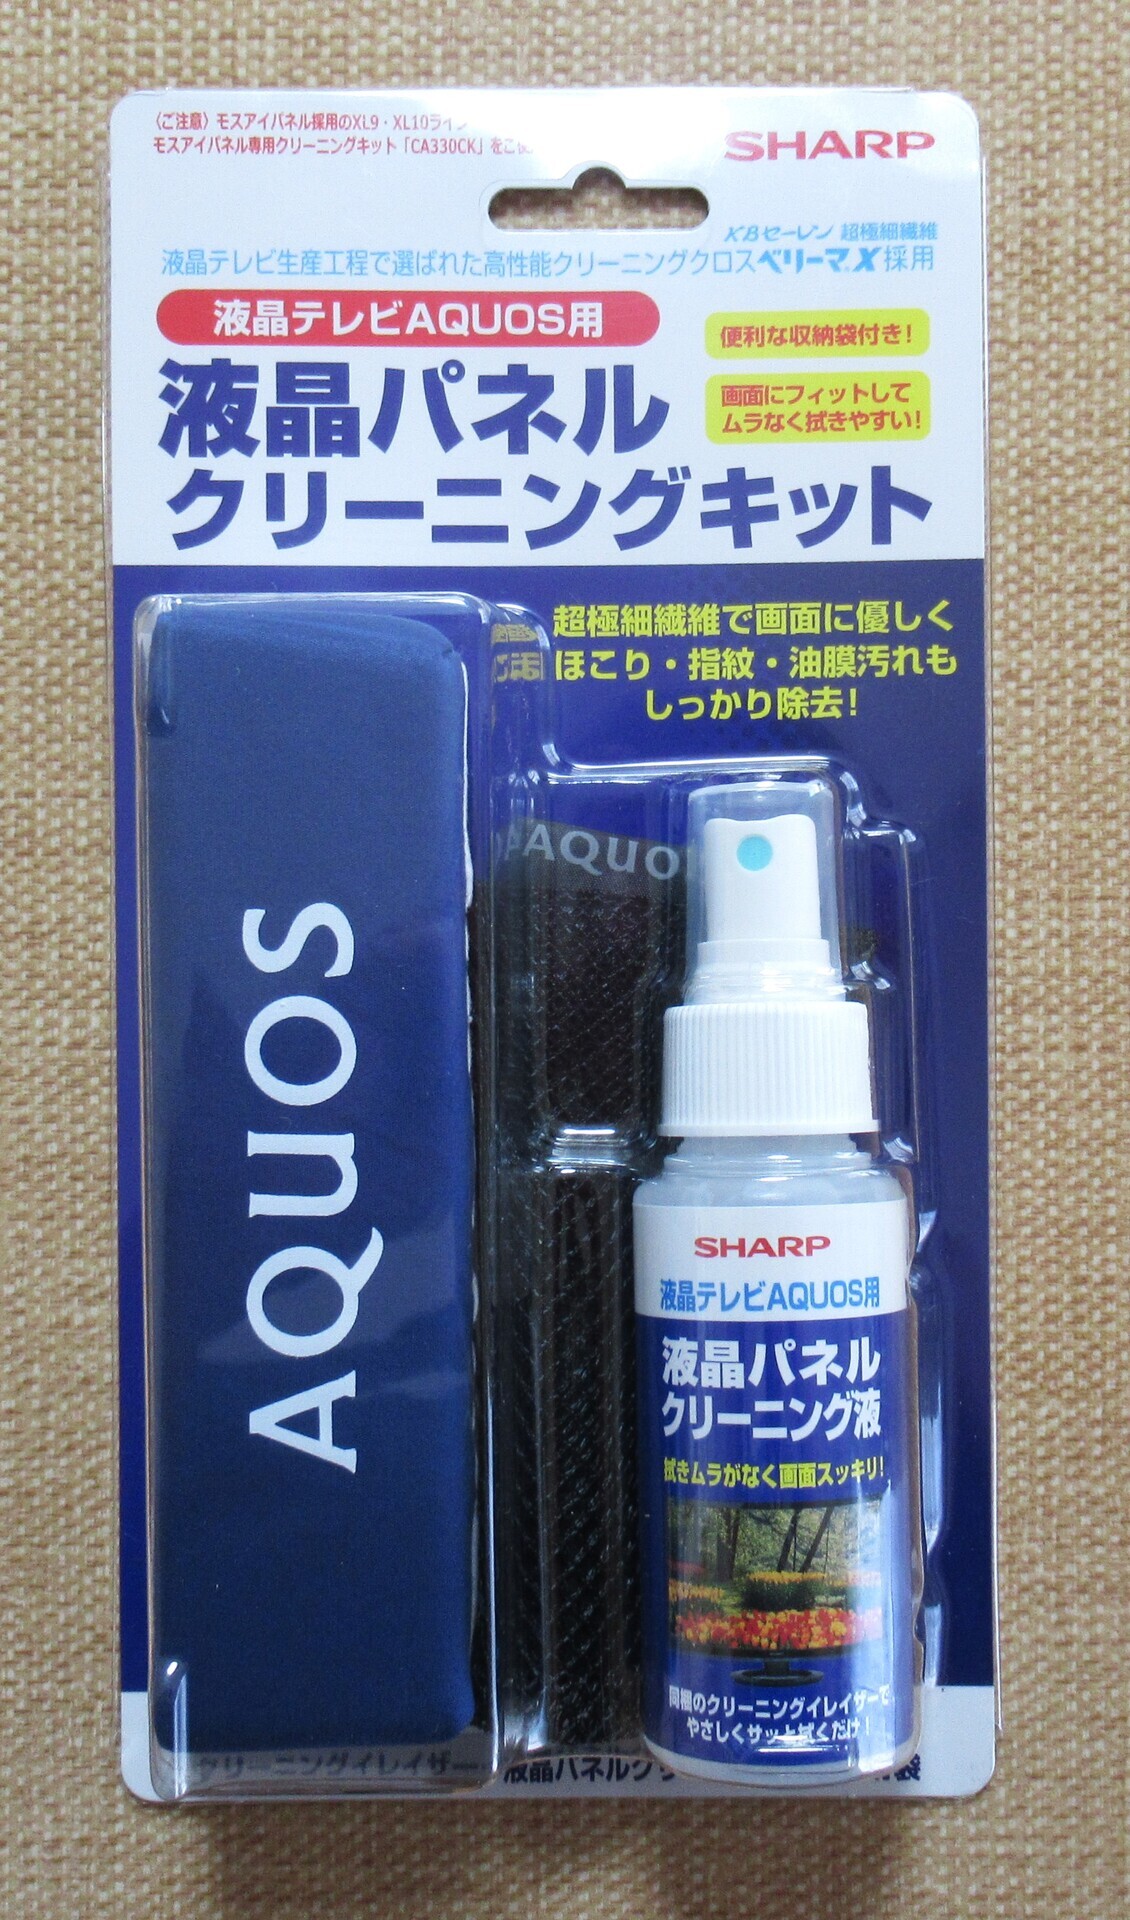 〈ご注意〉モスアイパネル採用のXL9・XL10ライン
モスアイパネル専用クリーニングキット「CA330CK」をご使
SHARP
KBセーレン 超極細繊維
液晶テレビ生産工程で選ばれた高性能クリーニングクロスベリーマX採用
液晶テレビAQUOS用
便利な収納袋付き!
液晶パネル
クリーニングキット
画面にフィットして
ムラなく拭きやすい!
超極細繊維で画面に優しく
ほこり・指紋・油膜汚れも
しっかり除去!
AQUOS
AQUO
SHARP
液晶テレビAQUOS用
液晶パネル
クリーニング液
拭きムラがなく画面スッキリ!
同梱のクリーニングイレイザーで
やさしくサッと拭くだけ!
クリーニングイレイザー
液晶パネルクリ
袋